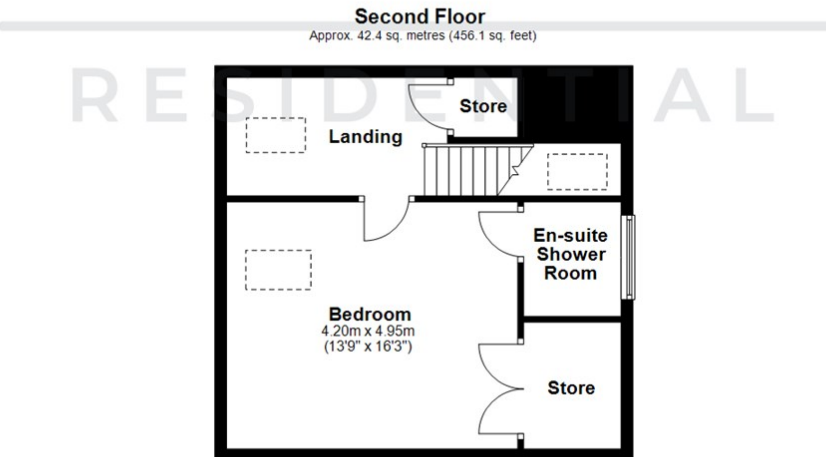 Second Floor
Approx. 42.4 sq. metres (456.1 sq. feet)
RESIDENTIAL
Store
Landing
En-suite
Shower
Room
Bedroom
4.20m x 4.95m
(13'9" x 16'3")
Store